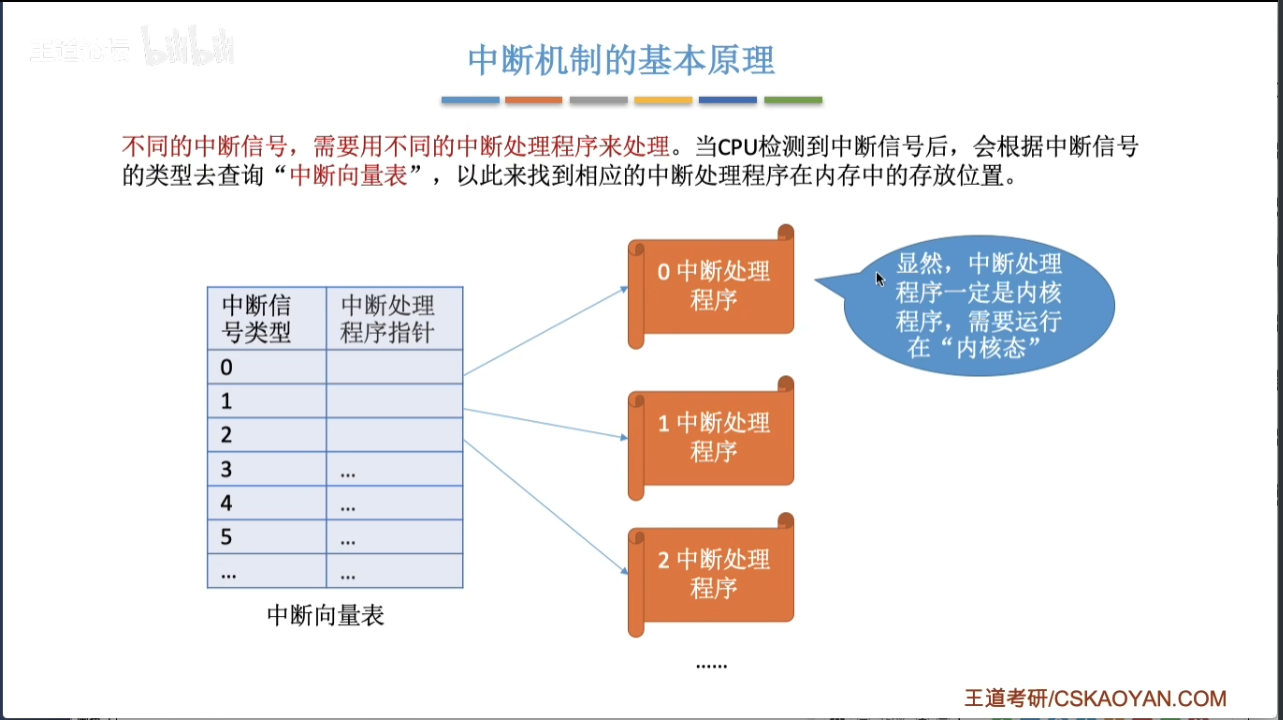 王道论坛 bilibili
中断机制的基本原理
不同的中断信号，需要用不同的中断处理程序来处理。当CPU检测到中断信号后，会根据中断信号
的类型去查询“中断向量表”，以此来找到相应的中断处理程序在内存中的存放位置。
中断信
号类型
中断处理
程序指针
0
1
2
3 ...
4 ...
5 ...
... ...
中断向量表
0 中断处理
程序
1 中断处理
程序
2 中断处理
程序
......
显然，中断处理
程序一定是内核
程序，需要运行
在“内核态”
王道考研/CSKAOYAN.COM